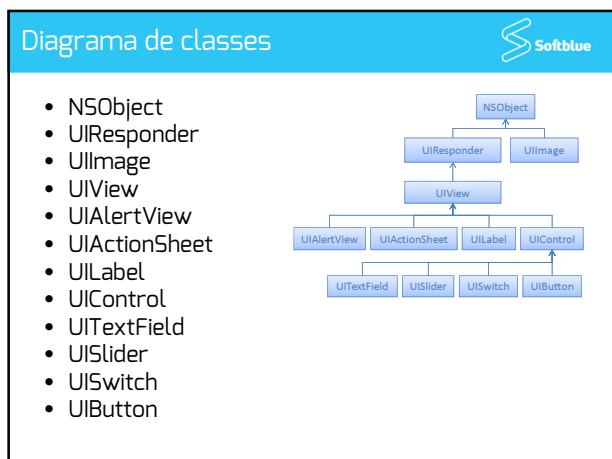 Diagrama de classes
Softblue
• NSObject
• UIResponder
• UIImage
• UIView
• UIAlertView
• UIActionSheet
• UILabel
• UIControl
• UITextField
• UISlider
• UISwitch
• UIButton
NSObject
UIResponder UIImage
UIView
UIAlertView UIActionSheet UILabel UIControl
UITextField UISlider UISwitch UIButton